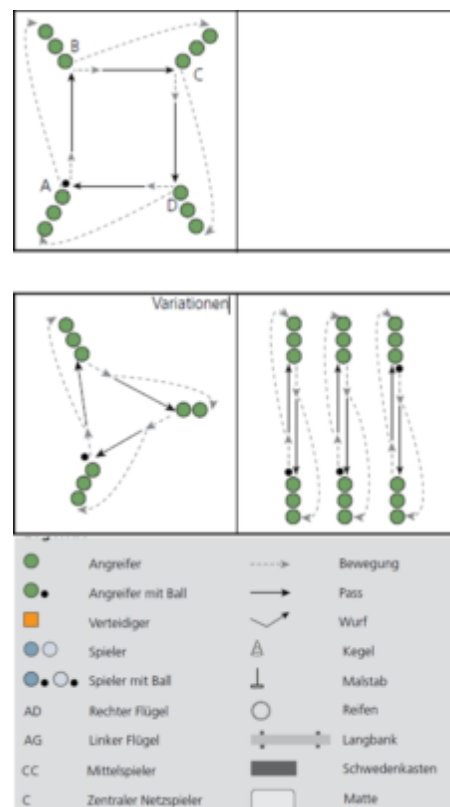 B
C
A
D
Variationen
Angreifer
Bewegung
Angreifer mit Ball
Pass
Verteidiger
Wurf
Spieler
Kegel
Spieler mit Ball
Malstab
AD Rechter Flügel
Reifen
AG Linker Flügel
Langbank
CC Mittelspieler
Schwedenkasten
C Zentraler Netzspieler
Matte